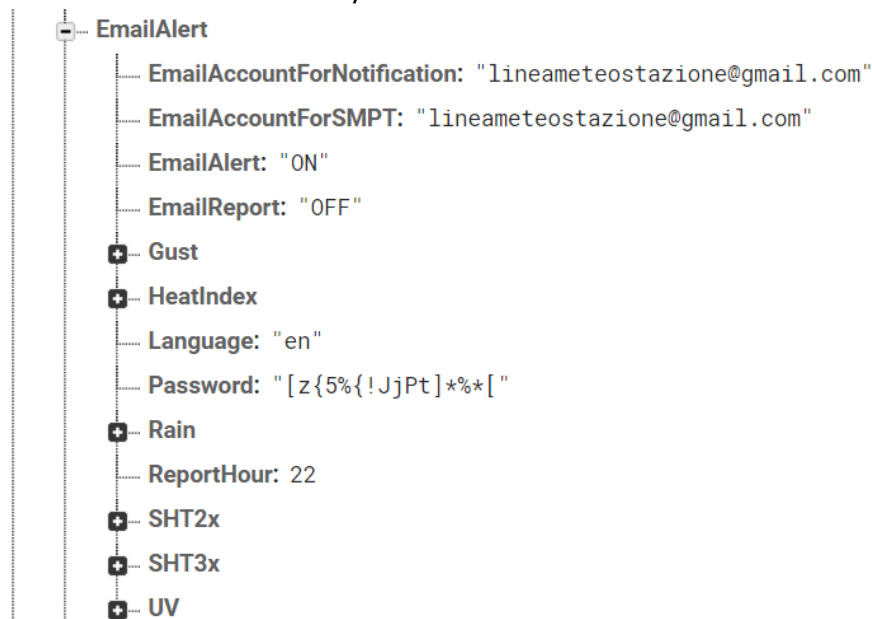 EmailAlert
EmailAccountForNotification: "lineameteostazione@gmail.com"
EmailAccountForSMPT: "lineameteostazione@gmail.com"
EmailAlert: "ON"
EmailReport: "OFF"
Gust
HeatIndex
Language: "en"
Password: "[z{5%{!JjPt]*%*["
Rain
ReportHour: 22
SHT2x
SHT3x
UV